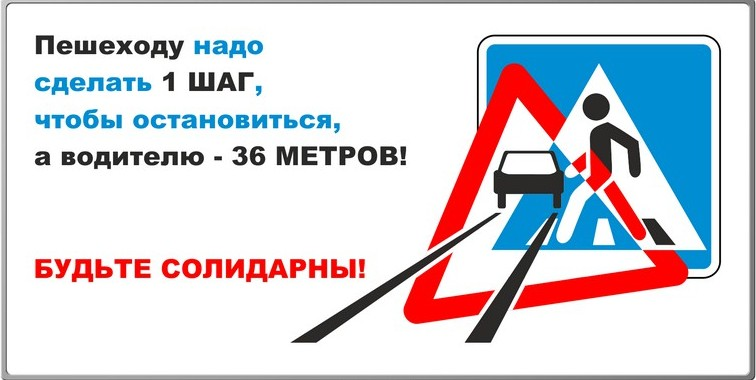 Пешеходу надо
сделать 1 ШАГ,
чтобы остановиться,
а водителю - 36 МЕТРОВ!
БУДЬТЕ СОЛИДАРНЫ!